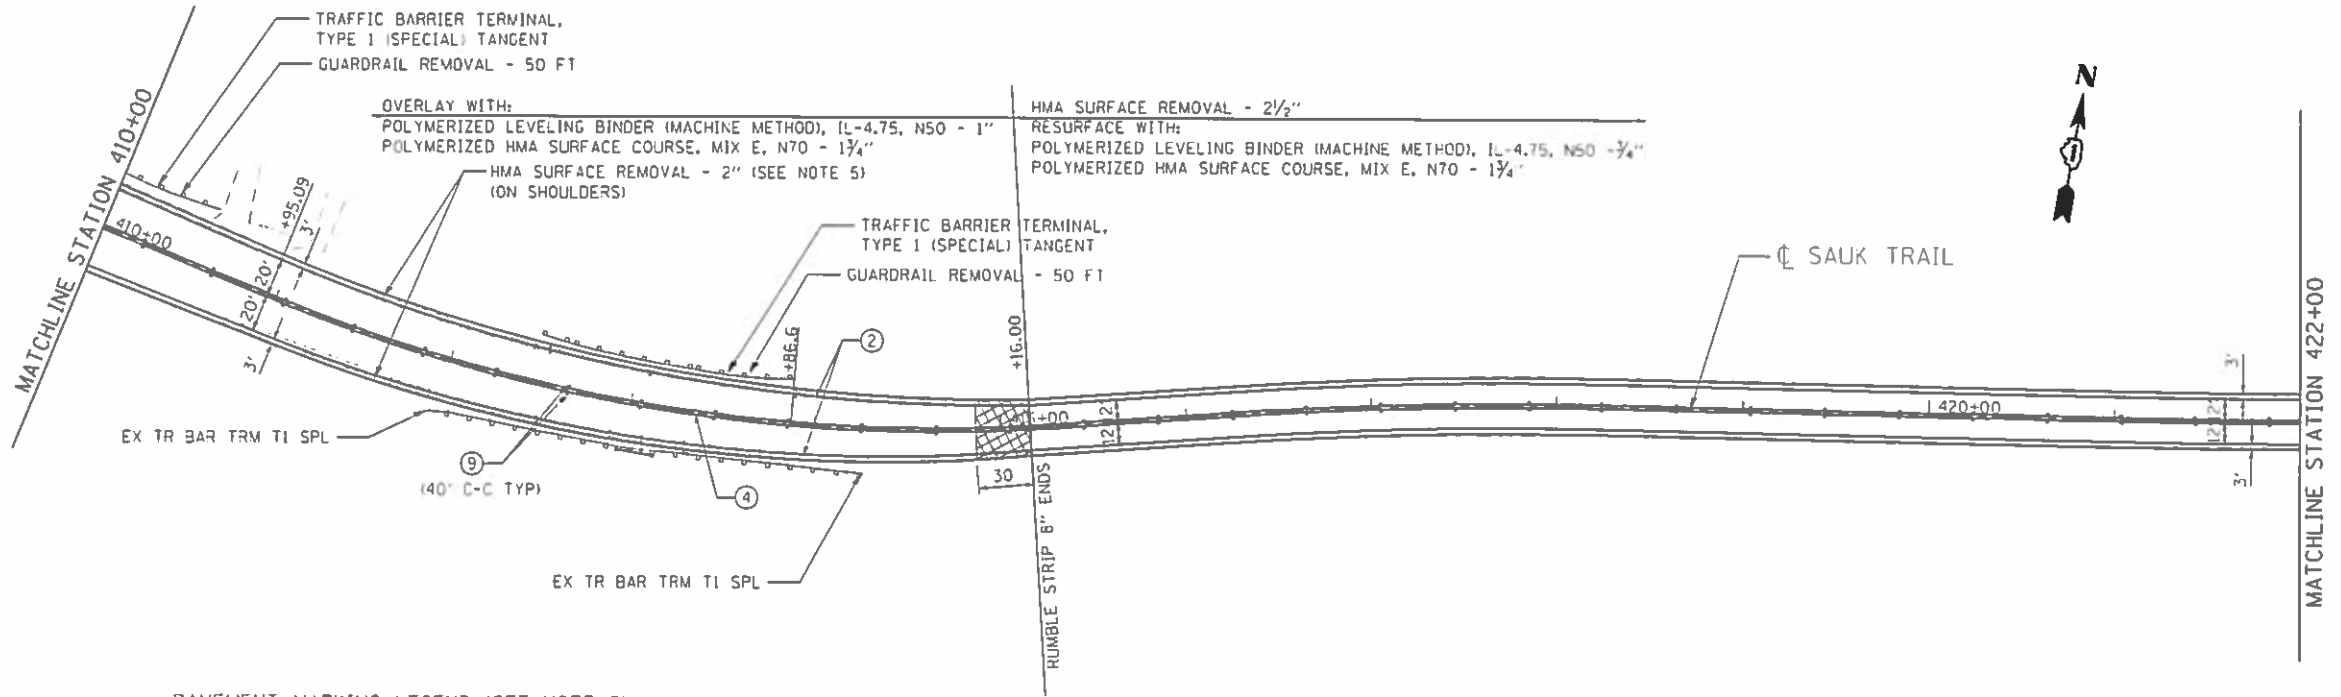 TRAFFIC BARRIER TERMINAL,
TYPE 1 (SPECIAL) TANGENT
GUARDRAIL REMOVAL - 50 FT
OVERLAY WITH:
POLYMERIZED LEVELING BINDER (MACHINE METHOD), IL-4.75, N50 - 1"
POLYMERIZED HMA SURFACE COURSE, MIX E, N70 - 1¾"
HMA SURFACE REMOVAL - 2" (SEE NOTE 5)
(ON SHOULDERS)
HMA SURFACE REMOVAL - 2½"
RESURFACE WITH:
POLYMERIZED LEVELING BINDER (MACHINE METHOD), IL-4.75, N50 - ¾"
POLYMERIZED HMA SURFACE COURSE, MIX E, N70 - 1¾"
N
MATCHLINE STATION 410+00
410+00
+95.09
3'
20'
20'
3'
TRAFFIC BARRIER TERMINAL,
TYPE 1 (SPECIAL) TANGENT
GUARDRAIL REMOVAL - 50 FT
+86.6
2
+16.00
℄ SAUK TRAIL
EX TR BAR TRM T1 SPL
9
(40' C-C TYP)
4
30
+00
12'
12'
RUMBLE STRIP 8" ENDS
EX TR BAR TRM T1 SPL
420+00
3'
12'
12'
3'
MATCHLINE STATION 422+00